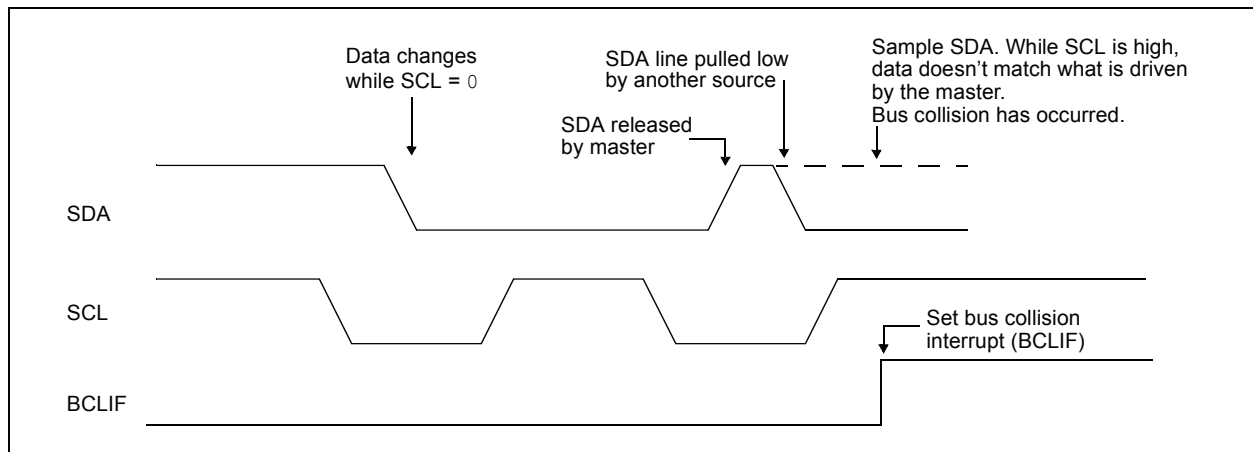 Data changes
while SCL = 0
SDA line pulled low
by another source
SDA released
by master
Sample SDA. While SCL is high,
data doesn’t match what is driven
by the master.
Bus collision has occurred.
SDA
SCL
Set bus collision
interrupt (BCLIF)
BCLIF